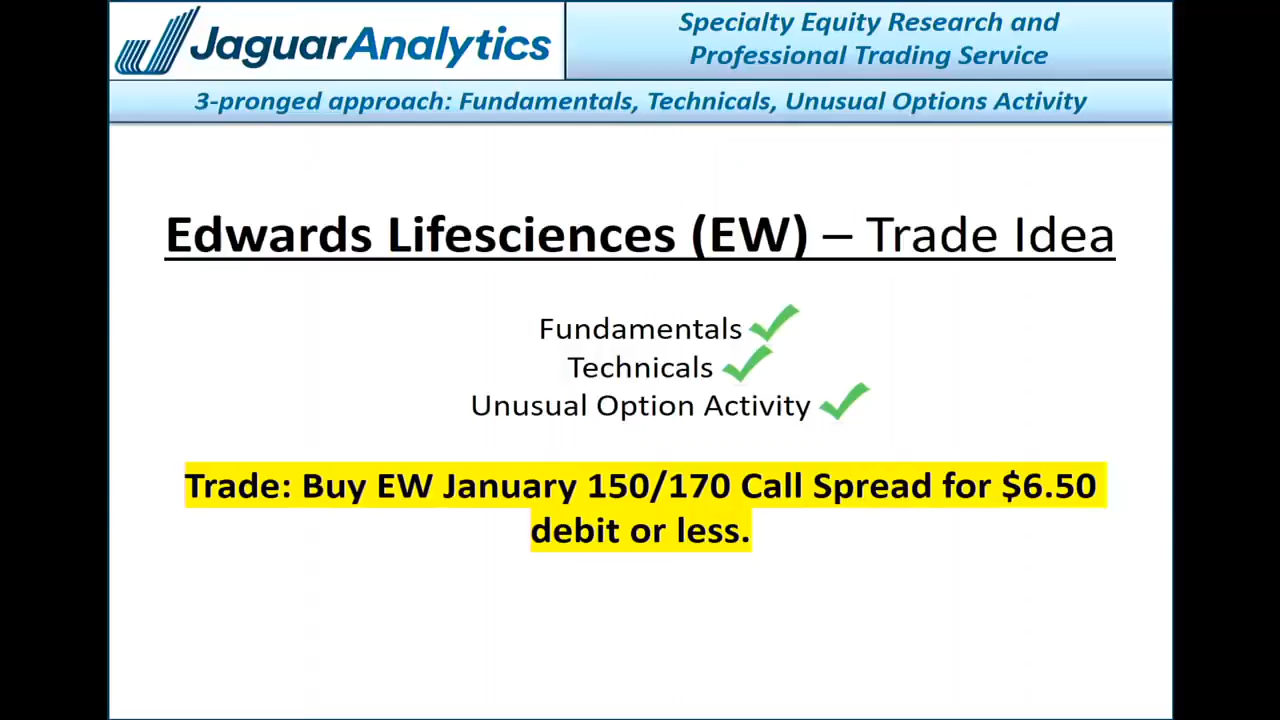 JaguarAnalytics
Specialty Equity Research and
Professional Trading Service
3-pronged approach: Fundamentals, Technicals, Unusual Options Activity
Edwards Lifesciences (EW) – Trade Idea
Fundamentals
Technicals
Unusual Option Activity
Trade: Buy EW January 150/170 Call Spread for $6.50
debit or less.